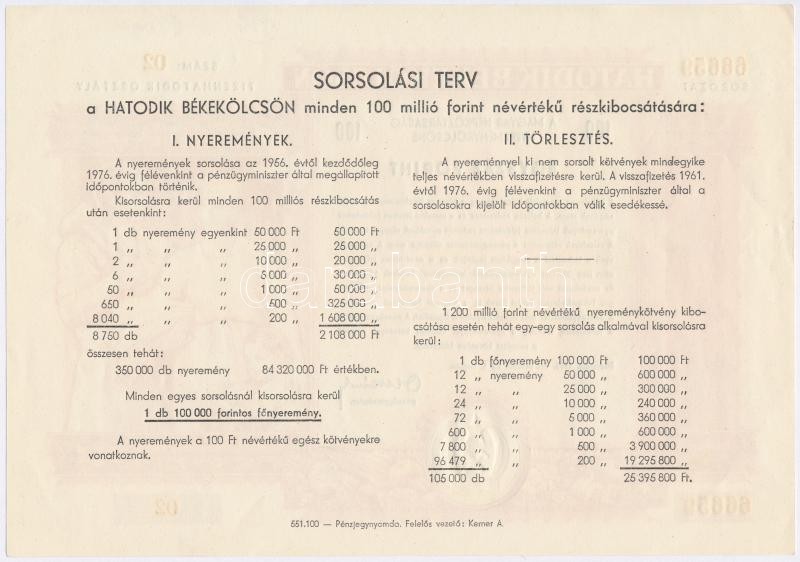 SORSOLÁSI TERV
a HATODIK BÉKEKÖLCSÖN minden 100 millió forint névértékű részkibocsátására:
I. NYEREMÉNYEK.
A nyeremények sorsolása az 1956. évtől kezdődőleg
1976. évig félévenkint a pénzügyminiszter által megállapított
időpontokban történik.
Kisorsolásra kerül minden 100 milliós részkibocsátás
után esetenkint:
1 db nyeremény egyenkint 50 000 Ft 50 000 Ft
1 „ „ „ 25 000 „ 25 000 „
2 „ „ „ 10 000 „ 20 000 „
6 „ „ „ 5 000 „ 30 000 „
50 „ „ „ 1 000 „ 50 000 „
650 „ „ „ 500 „ 325 000 „
8 040 „ „ „ 200 „ 1 608 000 „
8 750 db 2 108 000 Ft
összesen tehát:
350 000 db nyeremény 84 320 000 Ft értékben.
Minden egyes sorsolásnál kisorsolásra kerül
1 db 100 000 forintos főnyeremény.
A nyeremények a 100 Ft névértékű egész kötvényekre
vonatkoznak.
II. TÖRLESZTÉS.
A nyereménnyel ki nem sorsolt kötvények mindegyike
teljes névértékben visszafizetésre kerül. A visszafizetés 1961.
évtől 1976. évig félévenkint a pénzügyminiszter által a
sorsolásokra kijelölt időpontokban válik esedékessé.
1 200 millió forint névértékű nyereménykötvény kibo-
csátása esetén tehát egy-egy sorsolás alkalmával kisorsolásra
kerül:
1 db főnyeremény 100 000 Ft 100 000 Ft
12 „ nyeremény 50 000 „ 600 000 „
12 „ „ 25 000 „ 300 000 „
24 „ „ 10 000 „ 240 000 „
72 „ „ 5 000 „ 360 000 „
600 „ „ 1 000 „ 600 000 „
7 800 „ „ 500 „ 3 900 000 „
96 479 „ „ 200 „ 19 295 800 „
105 000 db 25 395 800 Ft.
551.100 — Pénzjegynyomda. Felelős vezető: Kemer A.
darabanth